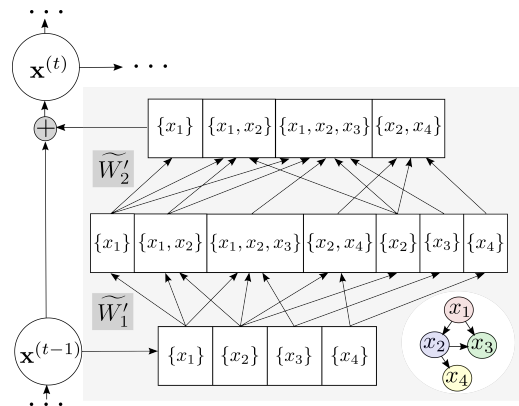 ...
x^(t) ...
{x₁} {x₁, x₂} {x₁, x₂, x₃} {x₂, x₄}
+
W̃′₂
{x₁} {x₁, x₂} {x₁, x₂, x₃} {x₂, x₄} {x₂} {x₃} {x₄}
W̃′₁
x₁
x^(t−1) {x₁} {x₂} {x₃} {x₄} x₂ x₃
x₄
...